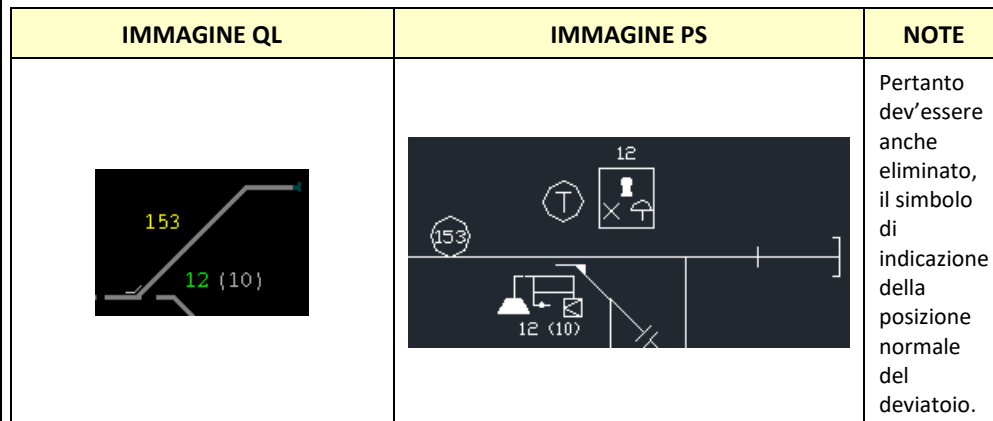 IMMAGINE QL
IMMAGINE PS
NOTE
153
12 (10)
12
T
153
12 (10)
Pertanto
dev’essere
anche
eliminato,
il simbolo
di
indicazione
della
posizione
normale
del
deviatoio.